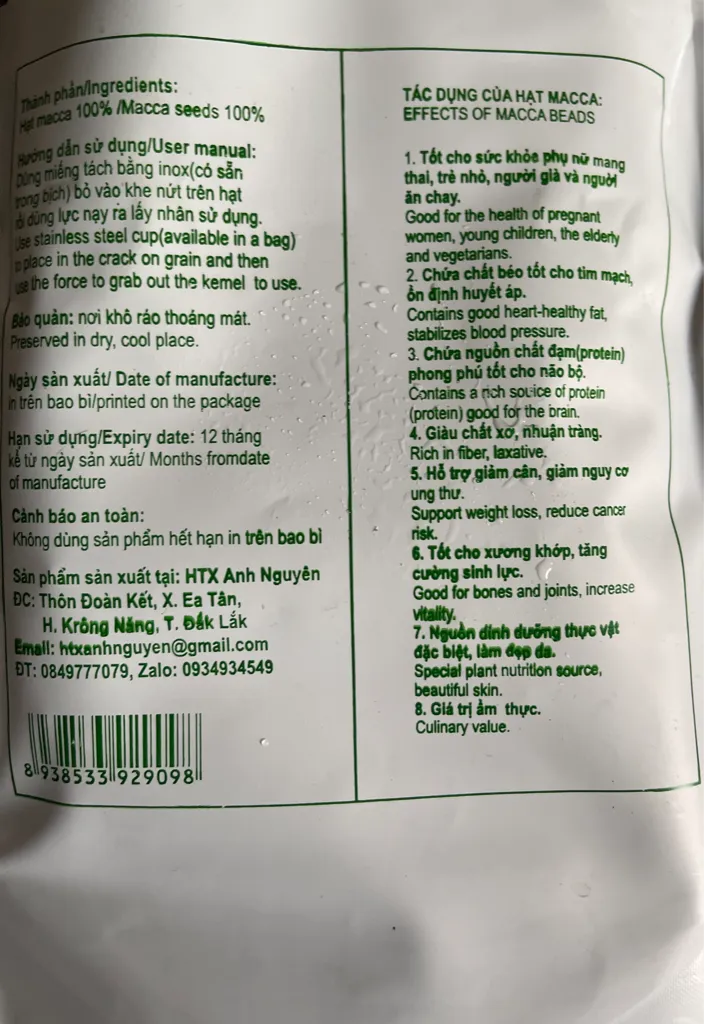 Thành phần/Ingredients:
Hạt macca 100% /Macca seeds 100%
Hướng dẫn sử dụng/User manual:
Dùng miếng tách bằng inox(có sẵn
trong bịch) bỏ vào khe nứt trên hạt
rồi dùng lực nạy ra lấy nhân sử dụng.
Use stainless steel cup(available in a bag)
to place in the crack on grain and then
use the force to grab out the kernel to use.
Bảo quản: nơi khô ráo thoáng mát.
Preserved in dry, cool place.
Ngày sản xuất/ Date of manufacture:
in trên bao bì/printed on the package
Hạn sử dựng/Expiry date: 12 tháng
kể từ ngày sản xuất/ Months fromdate
of manufacture
Cảnh báo an toàn:
Không dùng sản phẩm hết hạn in trên bao bì
Sản phẩm sản xuất tại: HTX Anh Nguyên
ĐC: Thôn Đoàn Kết, X. Ea Tân,
H. Krông Năng, T. Đắk Lắk
Email: htxanhnguyen@gmail.com
ĐT: 0849777079, Zalo: 0934934549
8 938533 929098
TÁC DỤNG CỦA HẠT MACCA:
EFFECTS OF MACCA BEADS
1. Tốt cho sức khỏe phụ nữ mang
thai, trẻ nhỏ, người già và người
ăn chay.
Good for the health of pregnant
women, young children, the elderly
and vegetarians.
2. Chứa chất béo tốt cho tim mạch,
ổn định huyết áp.
Contains good heart-healthy fat,
stabilizes blood pressure.
3. Chứa nguồn chất đạm(protein)
phong phú tốt cho não bộ.
Contains a rich source of protein
(protein) good for the brain.
4. Giàu chất xơ, nhuận tràng.
Rich in fiber, laxative.
5. Hỗ trợ giảm cân, giảm nguy cơ
ung thư.
Support weight loss, reduce cancer
risk.
6. Tốt cho xương khớp, tăng
cường sinh lực.
Good for bones and joints, increase
vitality.
7. Nguồn dinh dưỡng thực vật
đặc biệt, làm đẹp da.
Special plant nutrition source,
beautiful skin.
8. Giá trị ẩm thực.
Culinary value.